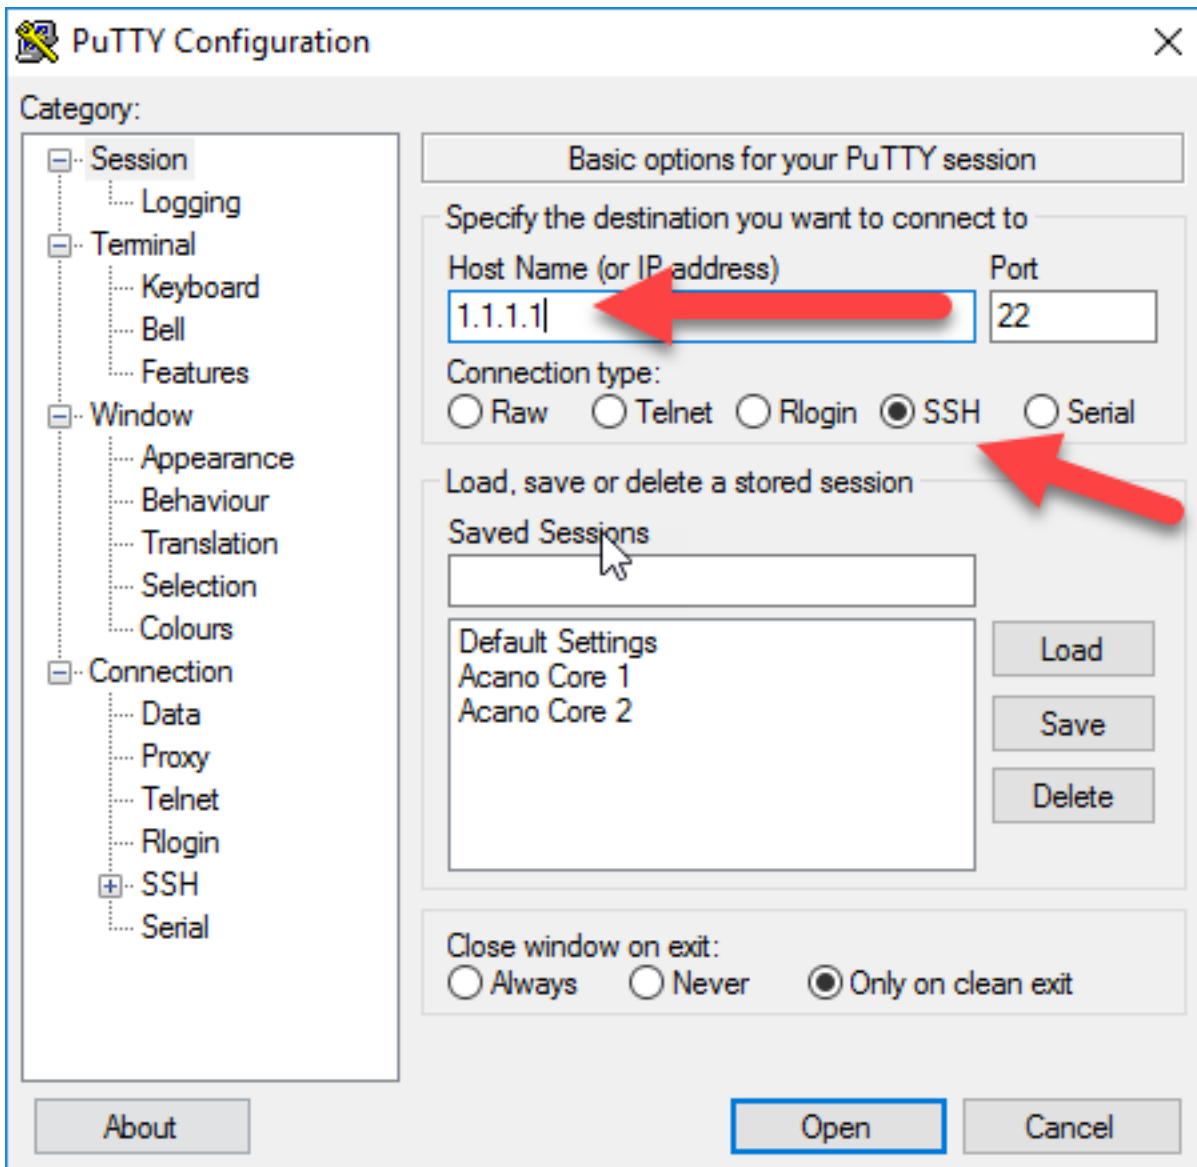 PuTTY Configuration
Category:
Session
Logging
Terminal
Keyboard
Bell
Features
Window
Appearance
Behaviour
Translation
Selection
Colours
Connection
Data
Proxy
Telnet
Rlogin
SSH
Serial
Basic options for your PuTTY session
Specify the destination you want to connect to
Host Name (or IP address) Port
1.1.1.1 22
Connection type:
Raw Telnet Rlogin SSH Serial
Load, save or delete a stored session
Saved Sessions
Default Settings
Acano Core 1
Acano Core 2
Load
Save
Delete
Close window on exit:
Always Never Only on clean exit
About Open Cancel